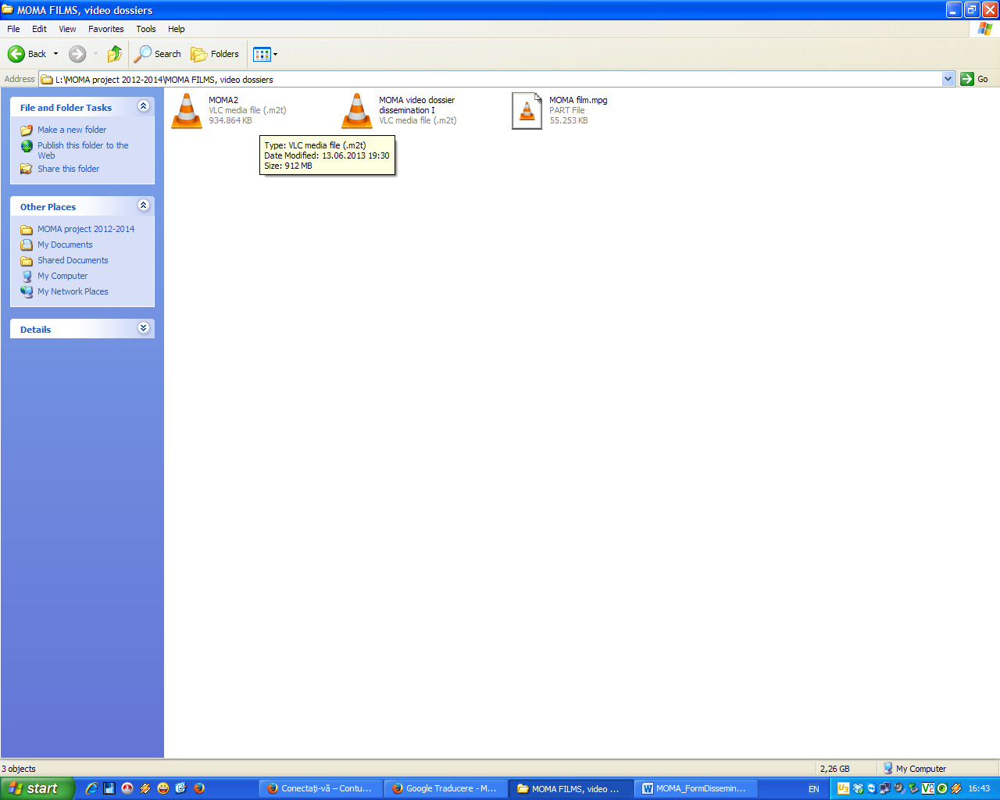 MOMA FILMS, video dossiers
File Edit View Favorites Tools Help
Back Search Folders
Address L:\MOMA project 2012-2014\MOMA FILMS, video dossiers Go
File and Folder Tasks
Make a new folder
Publish this folder to the
Web
Share this folder
Other Places
MOMA project 2012-2014
My Documents
Shared Documents
My Computer
My Network Places
Details
MOMA2
VLC media file (.m2t)
934.864 KB
MOMA video dossier
dissemination I
VLC media file (.m2t)
MOMA film.mpg
PART File
55.253 KB
Type: VLC media file (.m2t)
Date Modified: 13.06.2013 19:30
Size: 912 MB
3 objects 2,26 GB My Computer
start Conectați-vă – Contu... Google Traducere - M... MOMA FILMS, video ... MOMA_FormDissemin... EN 16:43